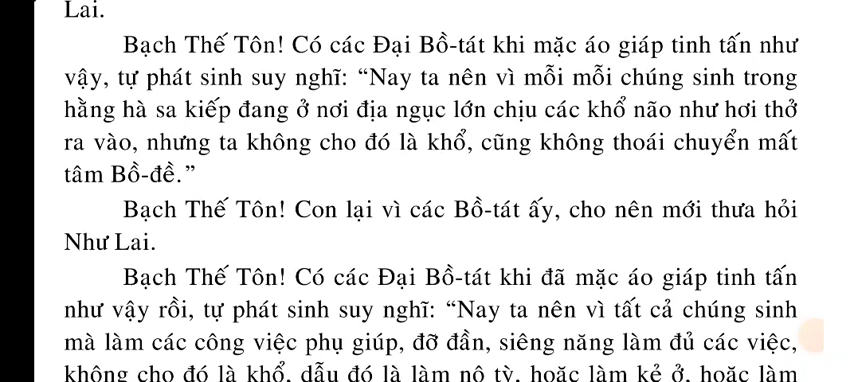 Lai.
Bạch Thế Tôn! Có các Đại Bồ-tát khi mặc áo giáp tinh tấn như
vậy, tự phát sinh suy nghĩ: “Nay ta nên vì mỗi mỗi chúng sinh trong
hằng hà sa kiếp đang ở nơi địa ngục lớn chịu các khổ não như hơi thở
ra vào, nhưng ta không cho đó là khổ, cũng không thoái chuyển mất
tâm Bồ-đề.”
Bạch Thế Tôn! Con lại vì các Bồ-tát ấy, cho nên mới thưa hỏi
Như Lai.
Bạch Thế Tôn! Có các Đại Bồ-tát khi đã mặc áo giáp tinh tấn
như vậy rồi, tự phát sinh suy nghĩ: “Nay ta nên vì tất cả chúng sinh
mà làm các công việc phụ giúp, đỡ đần, siêng năng làm đủ các việc,
không cho đó là khổ, dẫu đó là làm nô tỳ, hoặc làm kẻ ở, hoặc làm